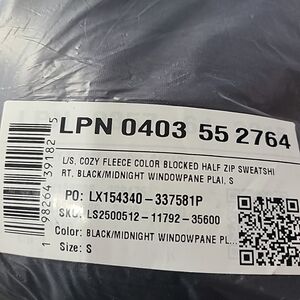 LPN 0403 55 2764
L/S, COZY FLEECE COLOR BLOCKED HALF ZIP SWEATSHI
RT, BLACK/MIDNIGHT WINDOWPANE PLAI, S
PO: LX154340-337581P
SKU: LS2500512-11792-35600
Color: BLACK/MIDNIGHT WINDOWPANE PL...
Size: S
1 98264 39182 5